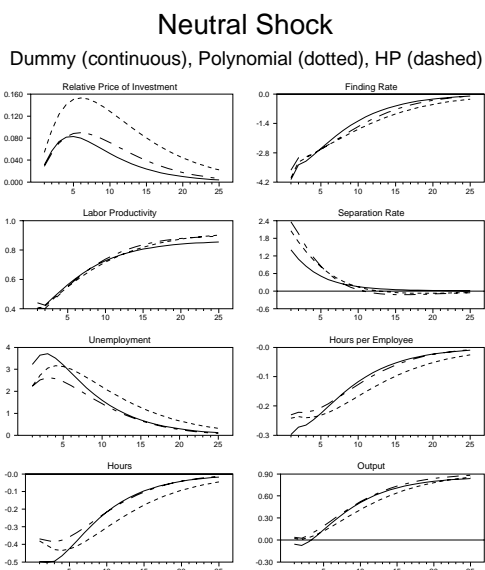 Neutral Shock
Dummy (continuous), Polynomial (dotted), HP (dashed)
Relative Price of Investment
0.160
0.120
0.080
0.040
0.000
5 10 15 20 25
Finding Rate
0.0
-1.4
-2.8
-4.2
5 10 15 20 25
Labor Productivity
1.0
0.8
0.6
0.4
5 10 15 20 25
Separation Rate
2.4
1.8
1.2
0.6
0.0
-0.6
5 10 15 20 25
Unemployment
4
3
2
1
0
5 10 15 20 25
Hours per Employee
-0.0
-0.1
-0.2
-0.3
5 10 15 20 25
Hours
-0.0
-0.1
-0.2
-0.3
-0.4
-0.5
Output
0.90
0.60
0.30
0.00
-0.30